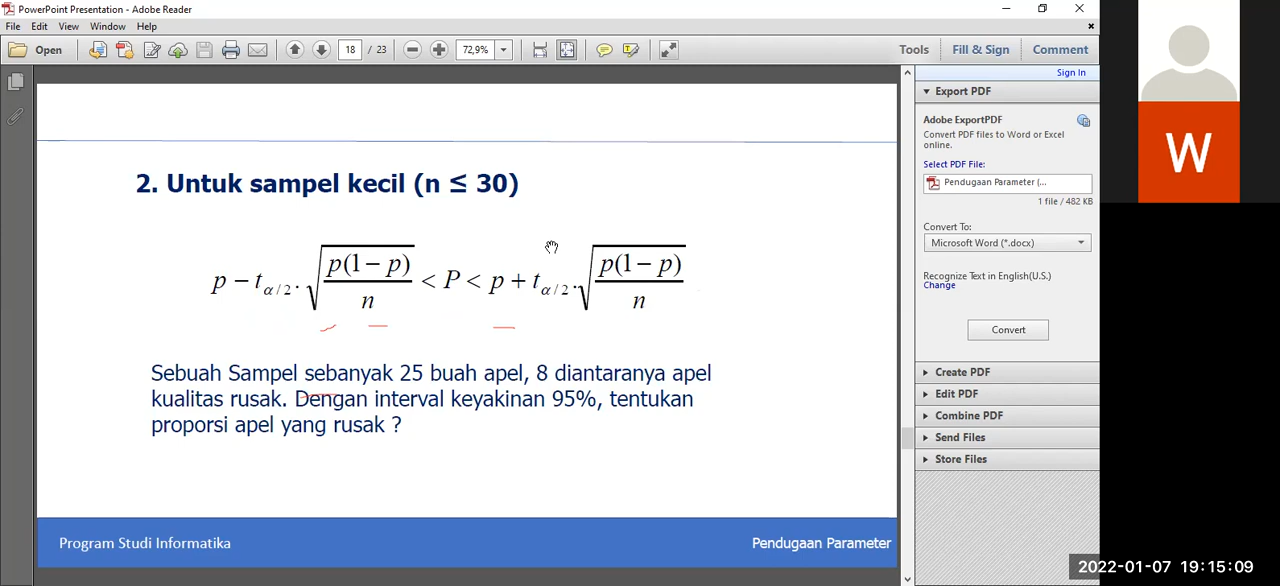 PowerPoint Presentation - Adobe Reader
File Edit View Window Help
Open 18 / 23 72,9% Tools Fill & Sign Comment
Sign In
2. Untuk sampel kecil (n ≤ 30)
p − t α/2 . √(p(1 − p) / n) < P < p + t α/2 . √(p(1 − p) / n)
Sebuah Sampel sebanyak 25 buah apel, 8 diantaranya apel
kualitas rusak. Dengan interval keyakinan 95%, tentukan
proporsi apel yang rusak ?
Program Studi Informatika Pendugaan Parameter
Export PDF
Adobe ExportPDF
Convert PDF files to Word or Excel
online.
Select PDF File:
Pendugaan Parameter (...
1 file / 482 KB
Convert To:
Microsoft Word (*.docx)
Recognize Text in English(U.S.)
Change
Convert
Create PDF
Edit PDF
Combine PDF
Send Files
Store Files
W
2022-01-07 19:15:09